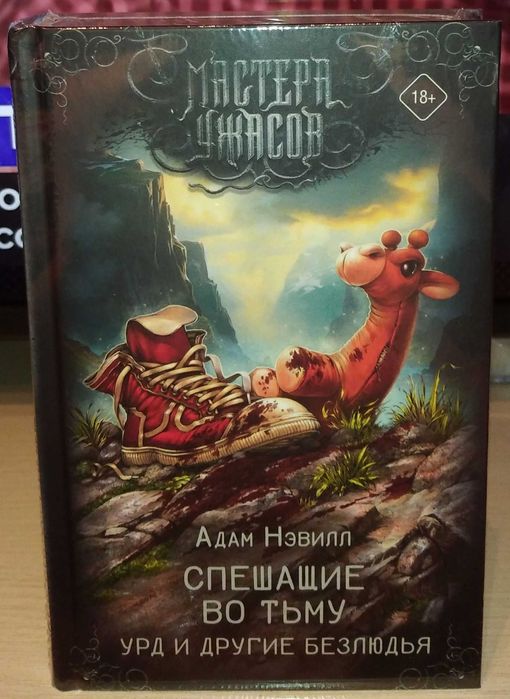 МАСТЕРА
УЖАСОВ
18+
АДАМ НЭВИЛЛ
СПЕШАЩИЕ
ВО ТЬМУ
УРД И ДРУГИЕ БЕЗЛЮДЬЯ